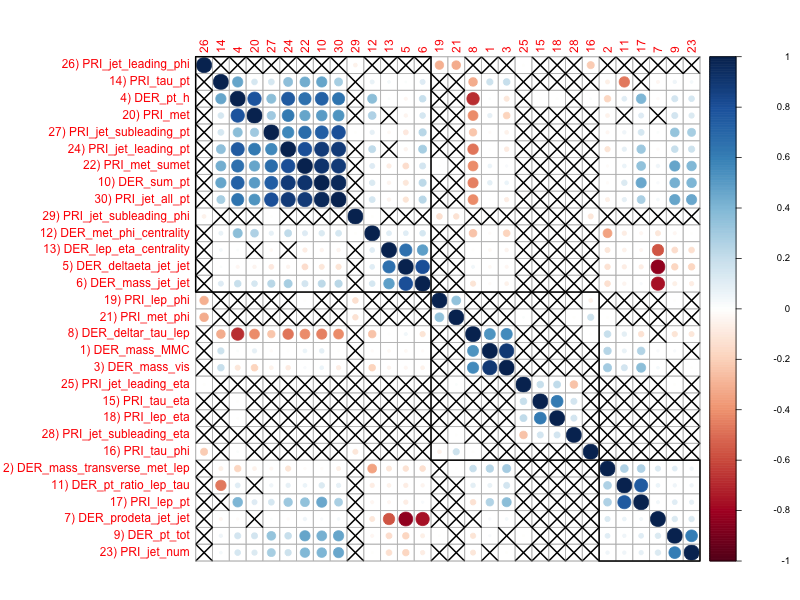 26 14 4 20 27 24 22 10 30 29 12 13 5 6 19 21 8 1 3 25 15 18 28 16 2 11 17 7 9 23
26) PRI_jet_leading_phi
14) PRI_tau_pt
4) DER_pt_h
20) PRI_met
27) PRI_jet_subleading_pt
24) PRI_jet_leading_pt
22) PRI_met_sumet
10) DER_sum_pt
30) PRI_jet_all_pt
29) PRI_jet_subleading_phi
12) DER_met_phi_centrality
13) DER_lep_eta_centrality
5) DER_deltaeta_jet_jet
6) DER_mass_jet_jet
19) PRI_lep_phi
21) PRI_met_phi
8) DER_deltar_tau_lep
1) DER_mass_MMC
3) DER_mass_vis
25) PRI_jet_leading_eta
15) PRI_tau_eta
18) PRI_lep_eta
28) PRI_jet_subleading_eta
16) PRI_tau_phi
2) DER_mass_transverse_met_lep
11) DER_pt_ratio_lep_tau
17) PRI_lep_pt
7) DER_prodeta_jet_jet
9) DER_pt_tot
23) PRI_jet_num
1
0.8
0.6
0.4
0.2
0
-0.2
-0.4
-0.6
-0.8
-1